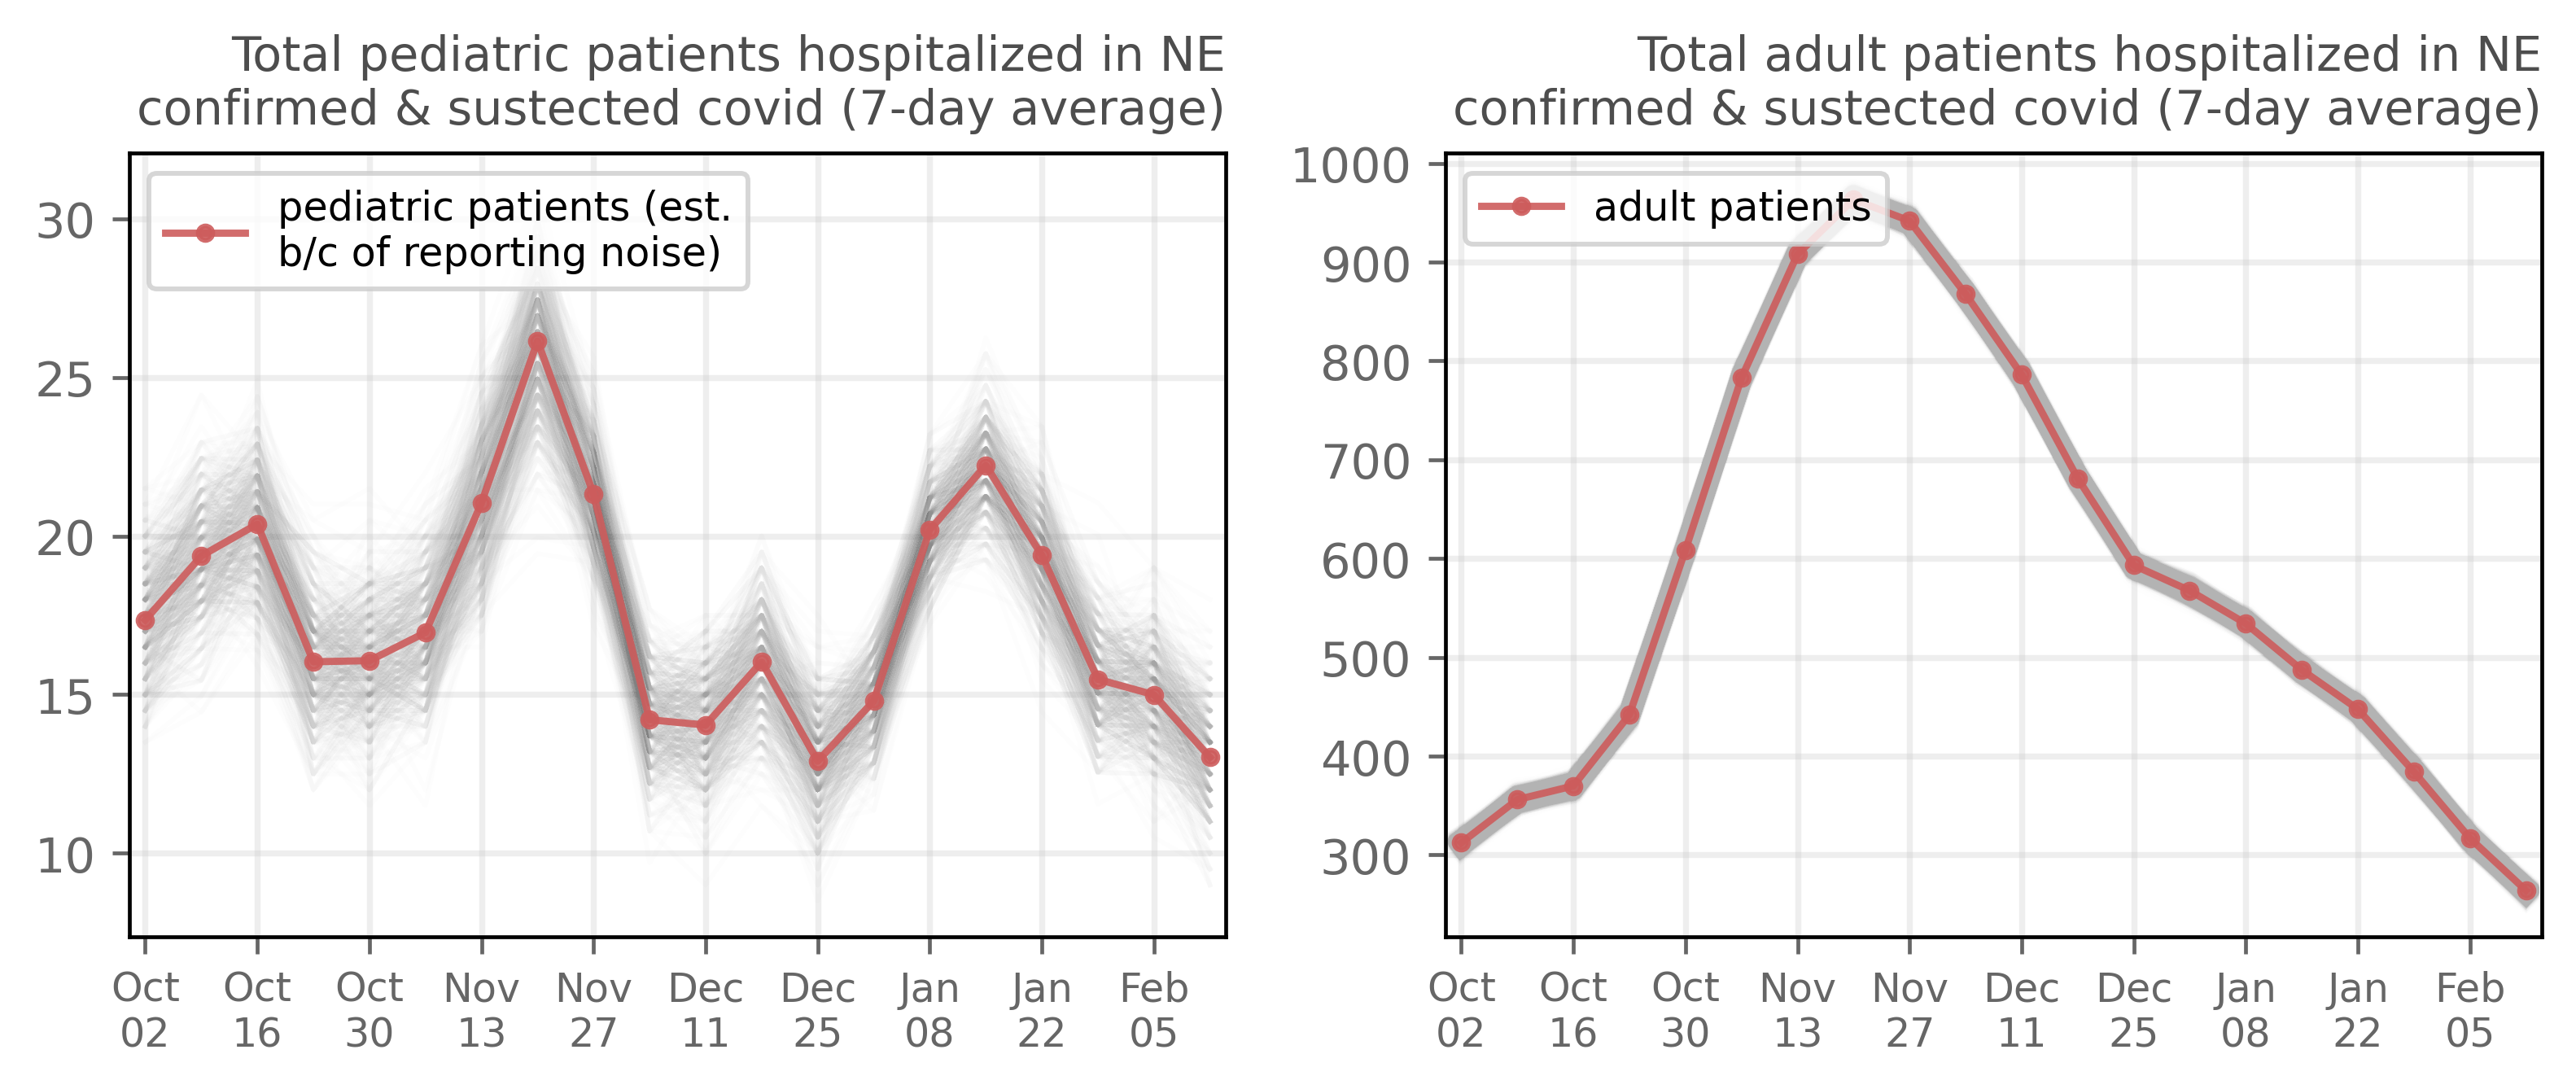 Total pediatric patients hospitalized in NE
confirmed & sustected covid (7-day average)
pediatric patients (est.
b/c of reporting noise)
30
25
20
15
10
Oct Oct Oct Nov Nov Dec Dec Jan Jan Feb
02 16 30 13 27 11 25 08 22 05
Total adult patients hospitalized in NE
confirmed & sustected covid (7-day average)
adult patients
1000
900
800
700
600
500
400
300
Oct Oct Oct Nov Nov Dec Dec Jan Jan Feb
02 16 30 13 27 11 25 08 22 05